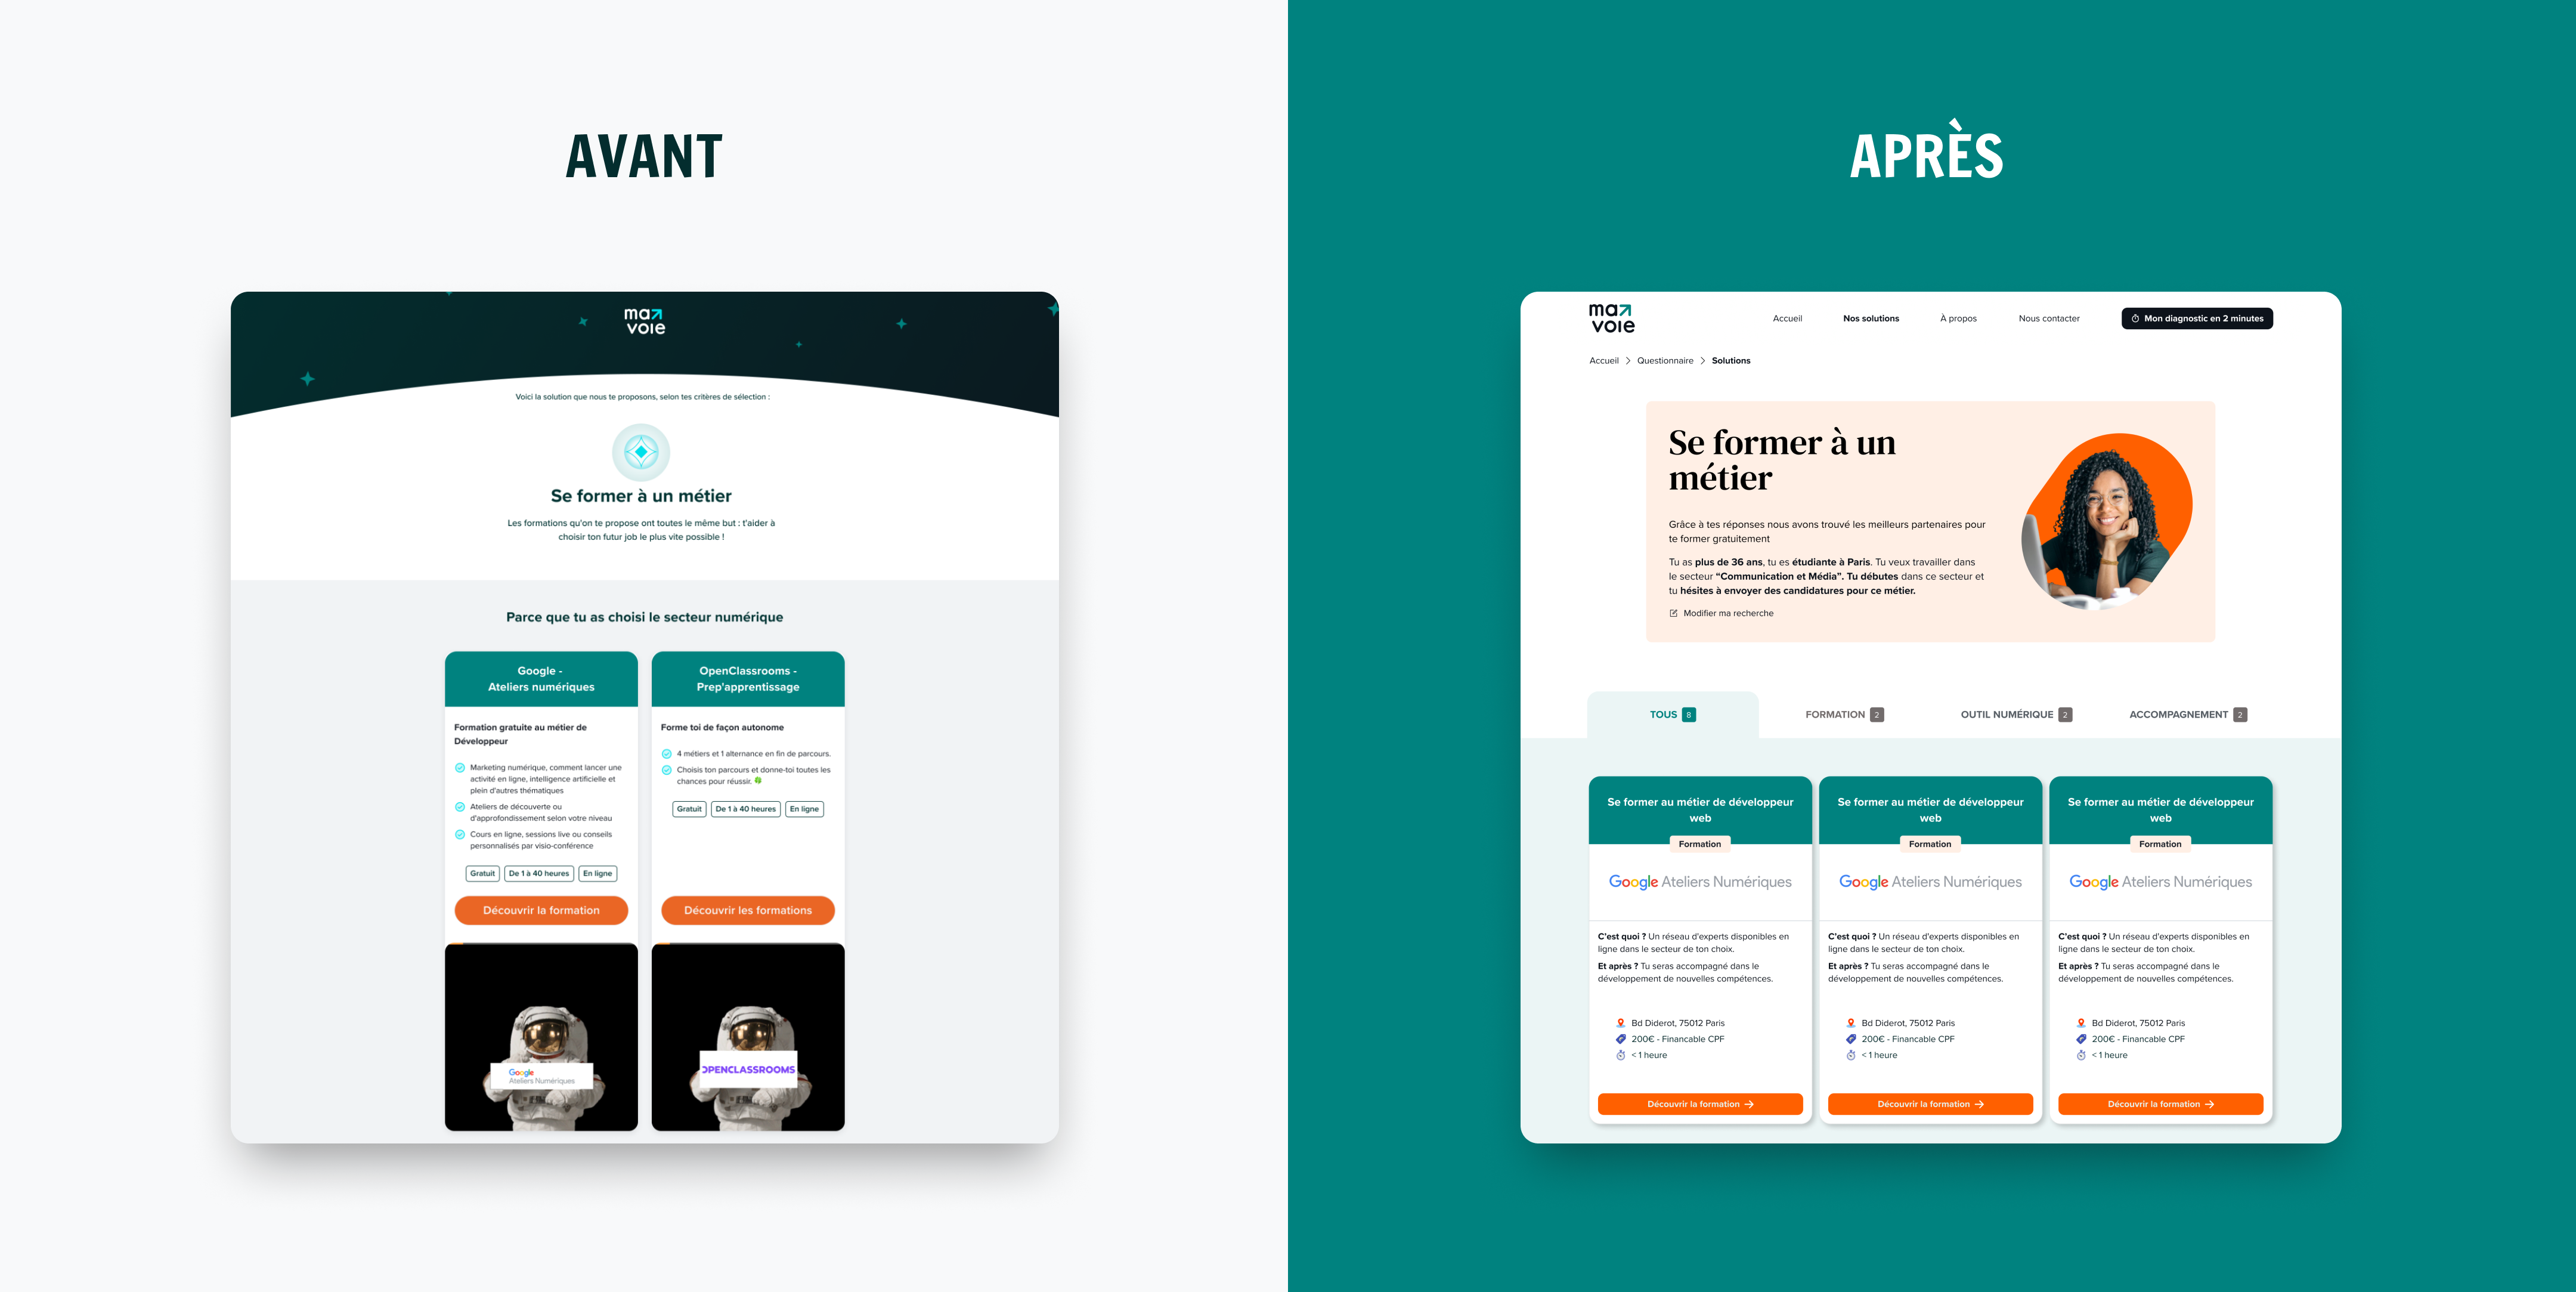 AVANT
ma
voie
Voici la solution que nous te proposons, selon tes critères de sélection :
Se former à un métier
Les formations qu'on te propose ont toutes le même but : t'aider à
choisir ton futur job le plus vite possible !
Parce que tu as choisi le secteur numérique
Google -
Ateliers numériques
Formation gratuite au métier de
Développeur
Marketing numérique, comment lancer une
activité en ligne, intelligence artificielle et
plein d'autres thématiques
Ateliers de découverte ou
d'approfondissement selon votre niveau
Cours en ligne, sessions live ou conseils
personnalisés par visio-conférence
Gratuit De 1 à 40 heures En ligne
Découvrir la formation
Google
Ateliers Numériques
OpenClassrooms -
Prep'apprentissage
Forme toi de façon autonome
4 métiers et 1 alternance en fin de parcours.
Choisis ton parcours et donne-toi toutes les
chances pour réussir. 🍀
Gratuit De 1 à 40 heures En ligne
Découvrir les formations
OPENCLASSROOMS
APRÈS
ma
voie
Accueil Nos solutions À propos Nous contacter Mon diagnostic en 2 minutes
Accueil > Questionnaire > Solutions
Se former à un
métier
Grâce à tes réponses nous avons trouvé les meilleurs partenaires pour
te former gratuitement
Tu as plus de 36 ans, tu es étudiante à Paris. Tu veux travailler dans
le secteur “Communication et Média”. Tu débutes dans ce secteur et
tu hésites à envoyer des candidatures pour ce métier.
Modifier ma recherche
TOUS 8 FORMATION 2 OUTIL NUMÉRIQUE 2 ACCOMPAGNEMENT 2
Se former au métier de développeur
web
Formation
Google Ateliers Numériques
C'est quoi ? Un réseau d'experts disponibles en
ligne dans le secteur de ton choix.
Et après ? Tu seras accompagné dans le
développement de nouvelles compétences.
Bd Diderot, 75012 Paris
200€ - Financable CPF
< 1 heure
Découvrir la formation →
Se former au métier de développeur
web
Formation
Google Ateliers Numériques
C'est quoi ? Un réseau d'experts disponibles en
ligne dans le secteur de ton choix.
Et après ? Tu seras accompagné dans le
développement de nouvelles compétences.
Bd Diderot, 75012 Paris
200€ - Financable CPF
< 1 heure
Découvrir la formation →
Se former au métier de développeur
web
Formation
Google Ateliers Numériques
C'est quoi ? Un réseau d'experts disponibles en
ligne dans le secteur de ton choix.
Et après ? Tu seras accompagné dans le
développement de nouvelles compétences.
Bd Diderot, 75012 Paris
200€ - Financable CPF
< 1 heure
Découvrir la formation →